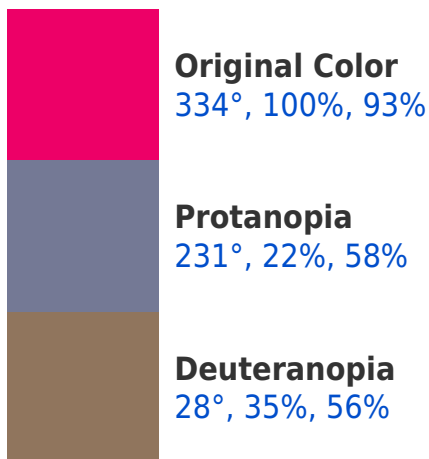 Original Color
334°, 100%, 93%
Protanopia
231°, 22%, 58%
Deuteranopia
28°, 35%, 56%